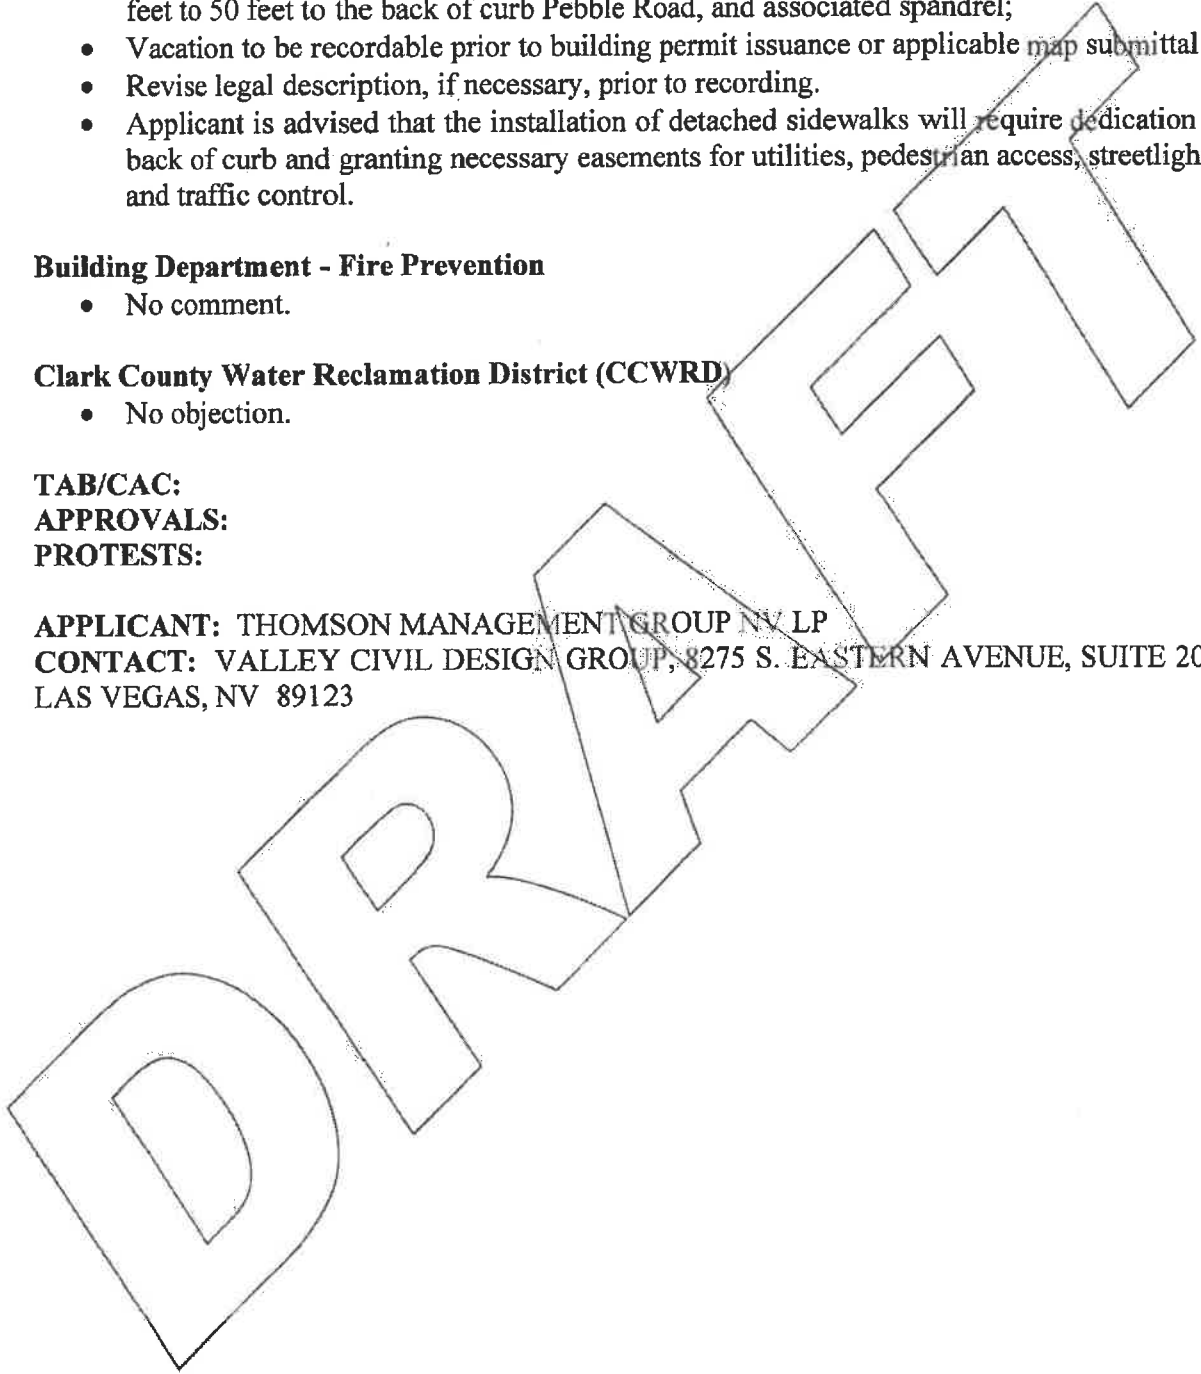 feet to 50 feet to the back of curb Pebble Road, and associated spandrel;
• Vacation to be recordable prior to building permit issuance or applicable map submittal
• Revise legal description, if necessary, prior to recording.
• Applicant is advised that the installation of detached sidewalks will require dedication
back of curb and granting necessary easements for utilities, pedestrian access, streetligh
and traffic control.
Building Department - Fire Prevention
• No comment.
Clark County Water Reclamation District (CCWRD)
• No objection.
TAB/CAC:
APPROVALS:
PROTESTS:
APPLICANT: THOMSON MANAGEMENT GROUP NV LP
CONTACT: VALLEY CIVIL DESIGN GROUP, 8275 S. EASTERN AVENUE, SUITE 20
LAS VEGAS, NV 89123
DRAFT